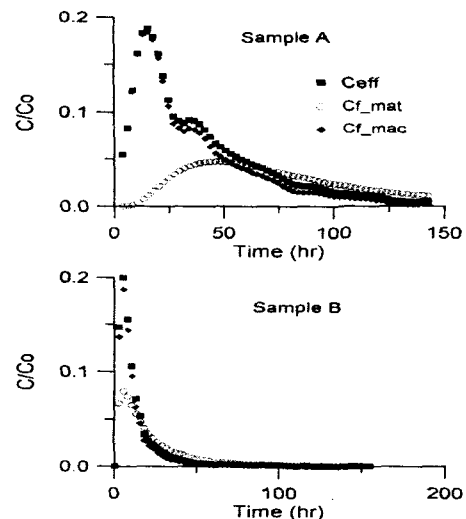 0.2
Sample A
Ceff
C/Co
0.1
Cf_mat
Cf_mac
0.0
0
50
100
150
Time (hr)
0.2
Sample B
C/Co
0.1
0.0
0
100
200
Time (hr)